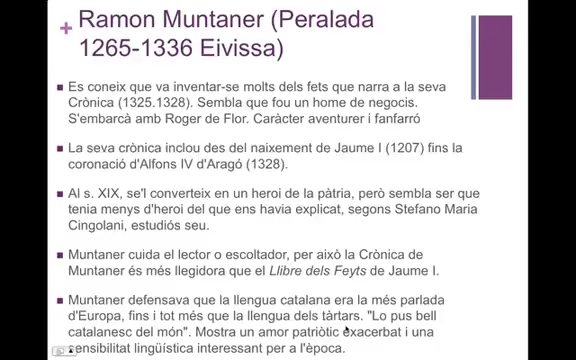 + Ramon Muntaner (Peralada
1265-1336 Eivissa)
Es coneix que va inventar-se molts dels fets que narra a la seva
Crònica (1325.1328). Sembla que fou un home de negocis.
S'embarcà amb Roger de Flor. Caràcter aventurer i fanfarró
La seva crònica inclou des del naixement de Jaume I (1207) fins la
coronació d'Alfons IV d'Aragó (1328).
Al s. XIX, se'l converteix en un heroi de la pàtria, però sembla ser que
tenia menys d'heroi del que ens havia explicat, segons Stefano Maria
Cingolani, estudiós seu.
Muntaner cuida el lector o escoltador, per això la Crònica de
Muntaner és més llegidora que el Llibre dels Feyts de Jaume I.
Muntaner defensava que la llengua catalana era la més parlada
d'Europa, fins i tot més que la llengua dels tàrtars. "Lo pus bell
catalanesc del món". Mostra un amor patriòtic exacerbat i una
sensibilitat lingüística interessant per a l'època.